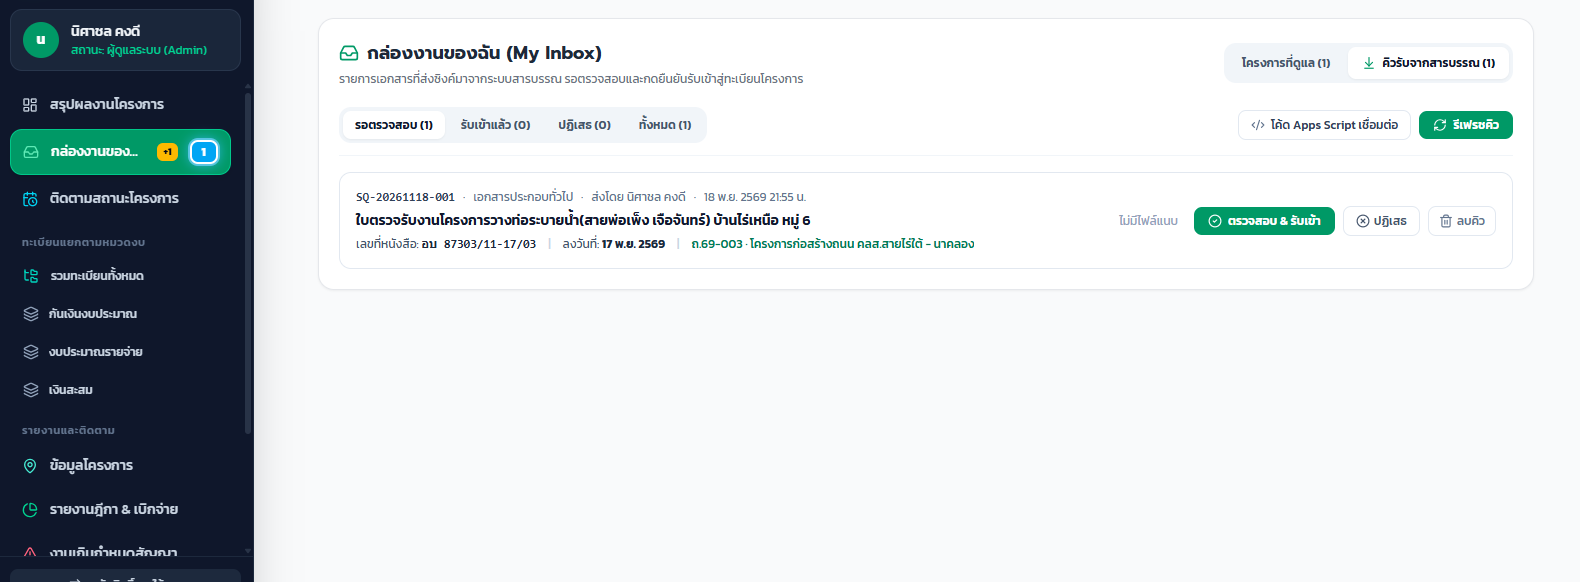 น
นิศาชล คงดี
สถานะ: ผู้ดูแลระบบ (Admin)
สรุปผลงานโครงการ
กล่องงานของ... +1 1
ติดตามสถานะโครงการ
ทะเบียนแยกตามหมวดงบ
รวมทะเบียนทั้งหมด
กันเงินงบประมาณ
งบประมาณรายจ่าย
เงินสะสม
รายงานและติดตาม
ข้อมูลโครงการ
รายงานฎีกา & เบิกจ่าย
งานเกินกำหนดสัญญา
กล่องงานของฉัน (My Inbox)
รายการเอกสารที่ส่งซิงค์มาจากระบบสารบรรณ รอตรวจสอบและกดยืนยันรับเข้าสู่ทะเบียนโครงการ
โครงการที่ดูแล (1) คิวรับจากสารบรรณ (1)
รอตรวจสอบ (1) รับเข้าแล้ว (0) ปฏิเสธ (0) ทั้งหมด (1)
</> โค้ด Apps Script เชื่อมต่อ รีเฟรชคิว
SQ-20261118-001 · เอกสารประกอบทั่วไป · ส่งโดย นิศาชล คงดี · 18 พ.ย. 2569 21:55 น.
ใบตรวจรับงานโครงการวางท่อระบายน้ำ(สายพ่อเพ็ง เจือจันทร์) บ้านไร่เหนือ หมู่ 6
เลขที่หนังสือ: อบ 87303/11-17/03 | ลงวันที่: 17 พ.ย. 2569 | ถ.69-003 · โครงการก่อสร้างถนน คสล.สายไร่ใต้ - นาคลอง
ไม่มีไฟล์แนบ ตรวจสอบ & รับเข้า ปฏิเสธ ลบคิว